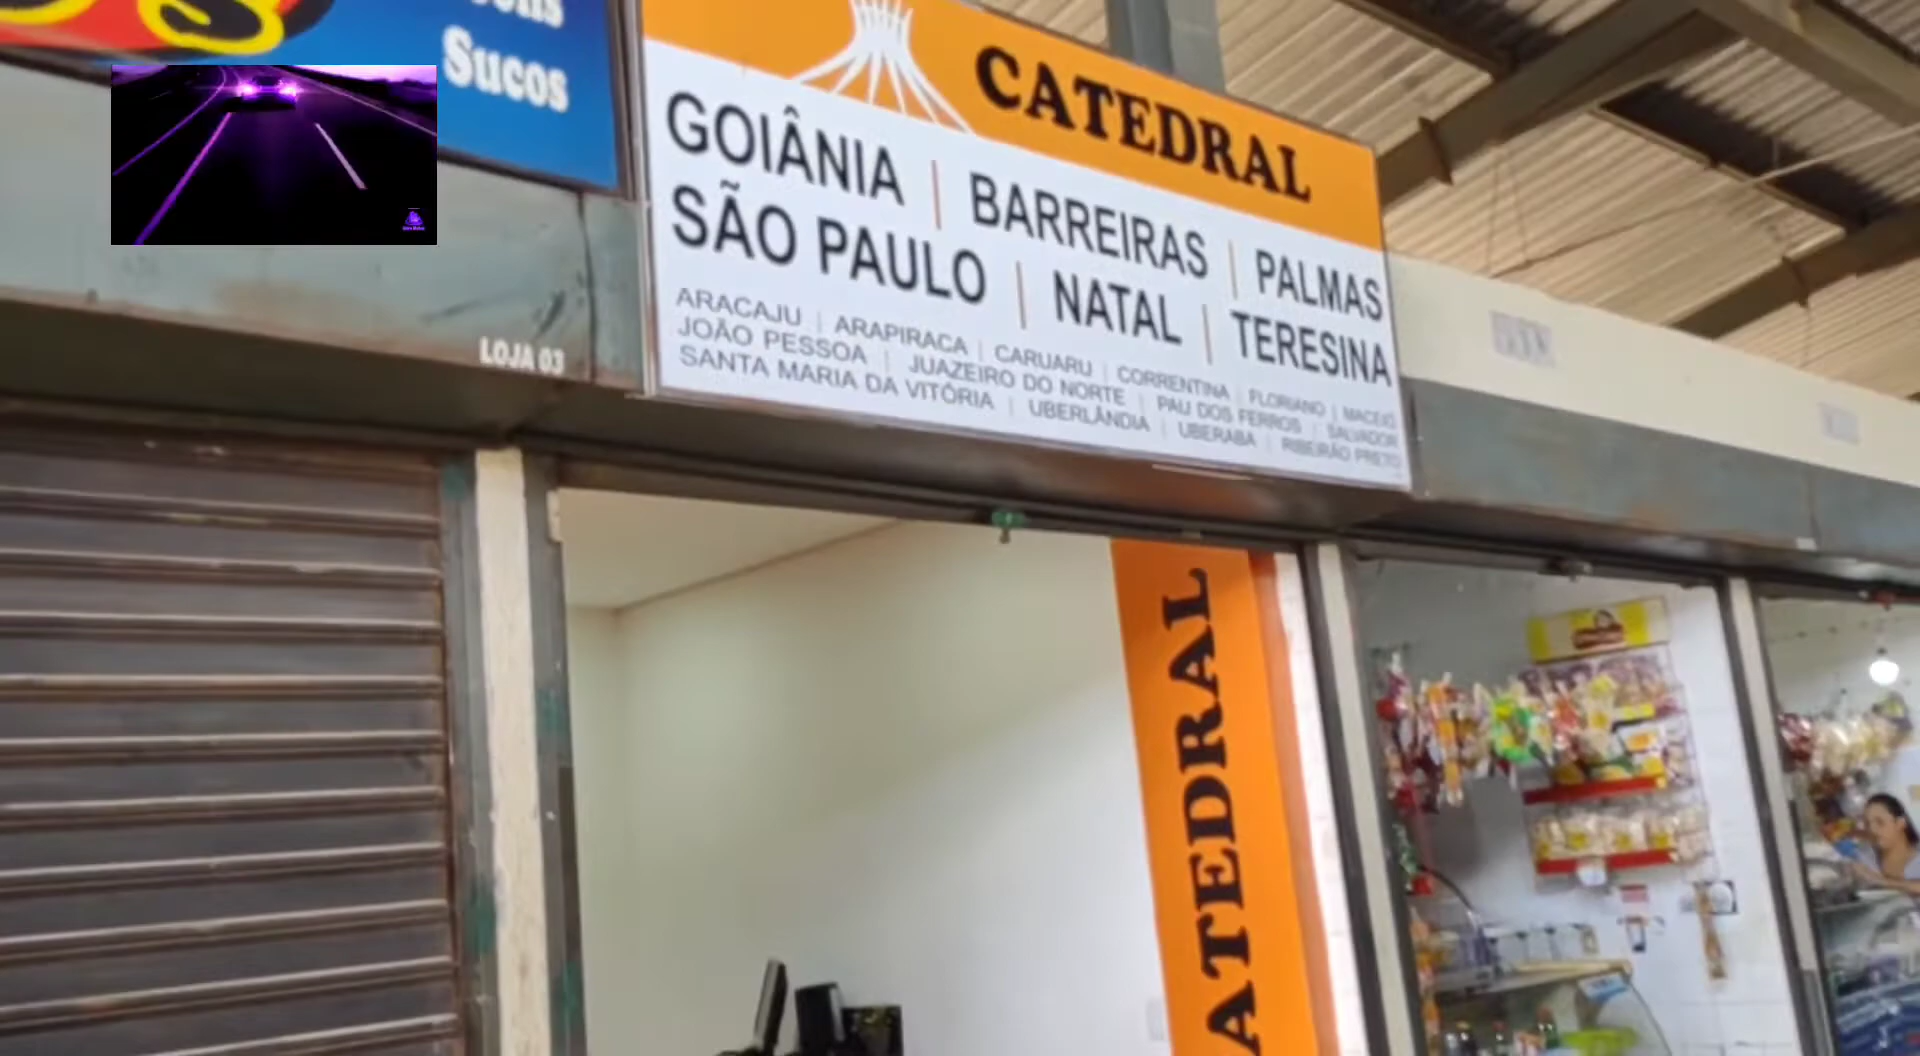 Sucos
LOJA 03
CATEDRAL
GOIÂNIA | BARREIRAS | PALMAS
SÃO PAULO | NATAL | TERESINA
ARACAJU | ARAPIRACA | CARUARU | CORRENTINA | FLORIANO | MACEIÓ
JOÃO PESSOA | JUAZEIRO DO NORTE | PAU DOS FERROS | SALVADOR
SANTA MARIA DA VITÓRIA | UBERLÂNDIA | UBERABA | RIBEIRÃO PRETO
CATEDRAL